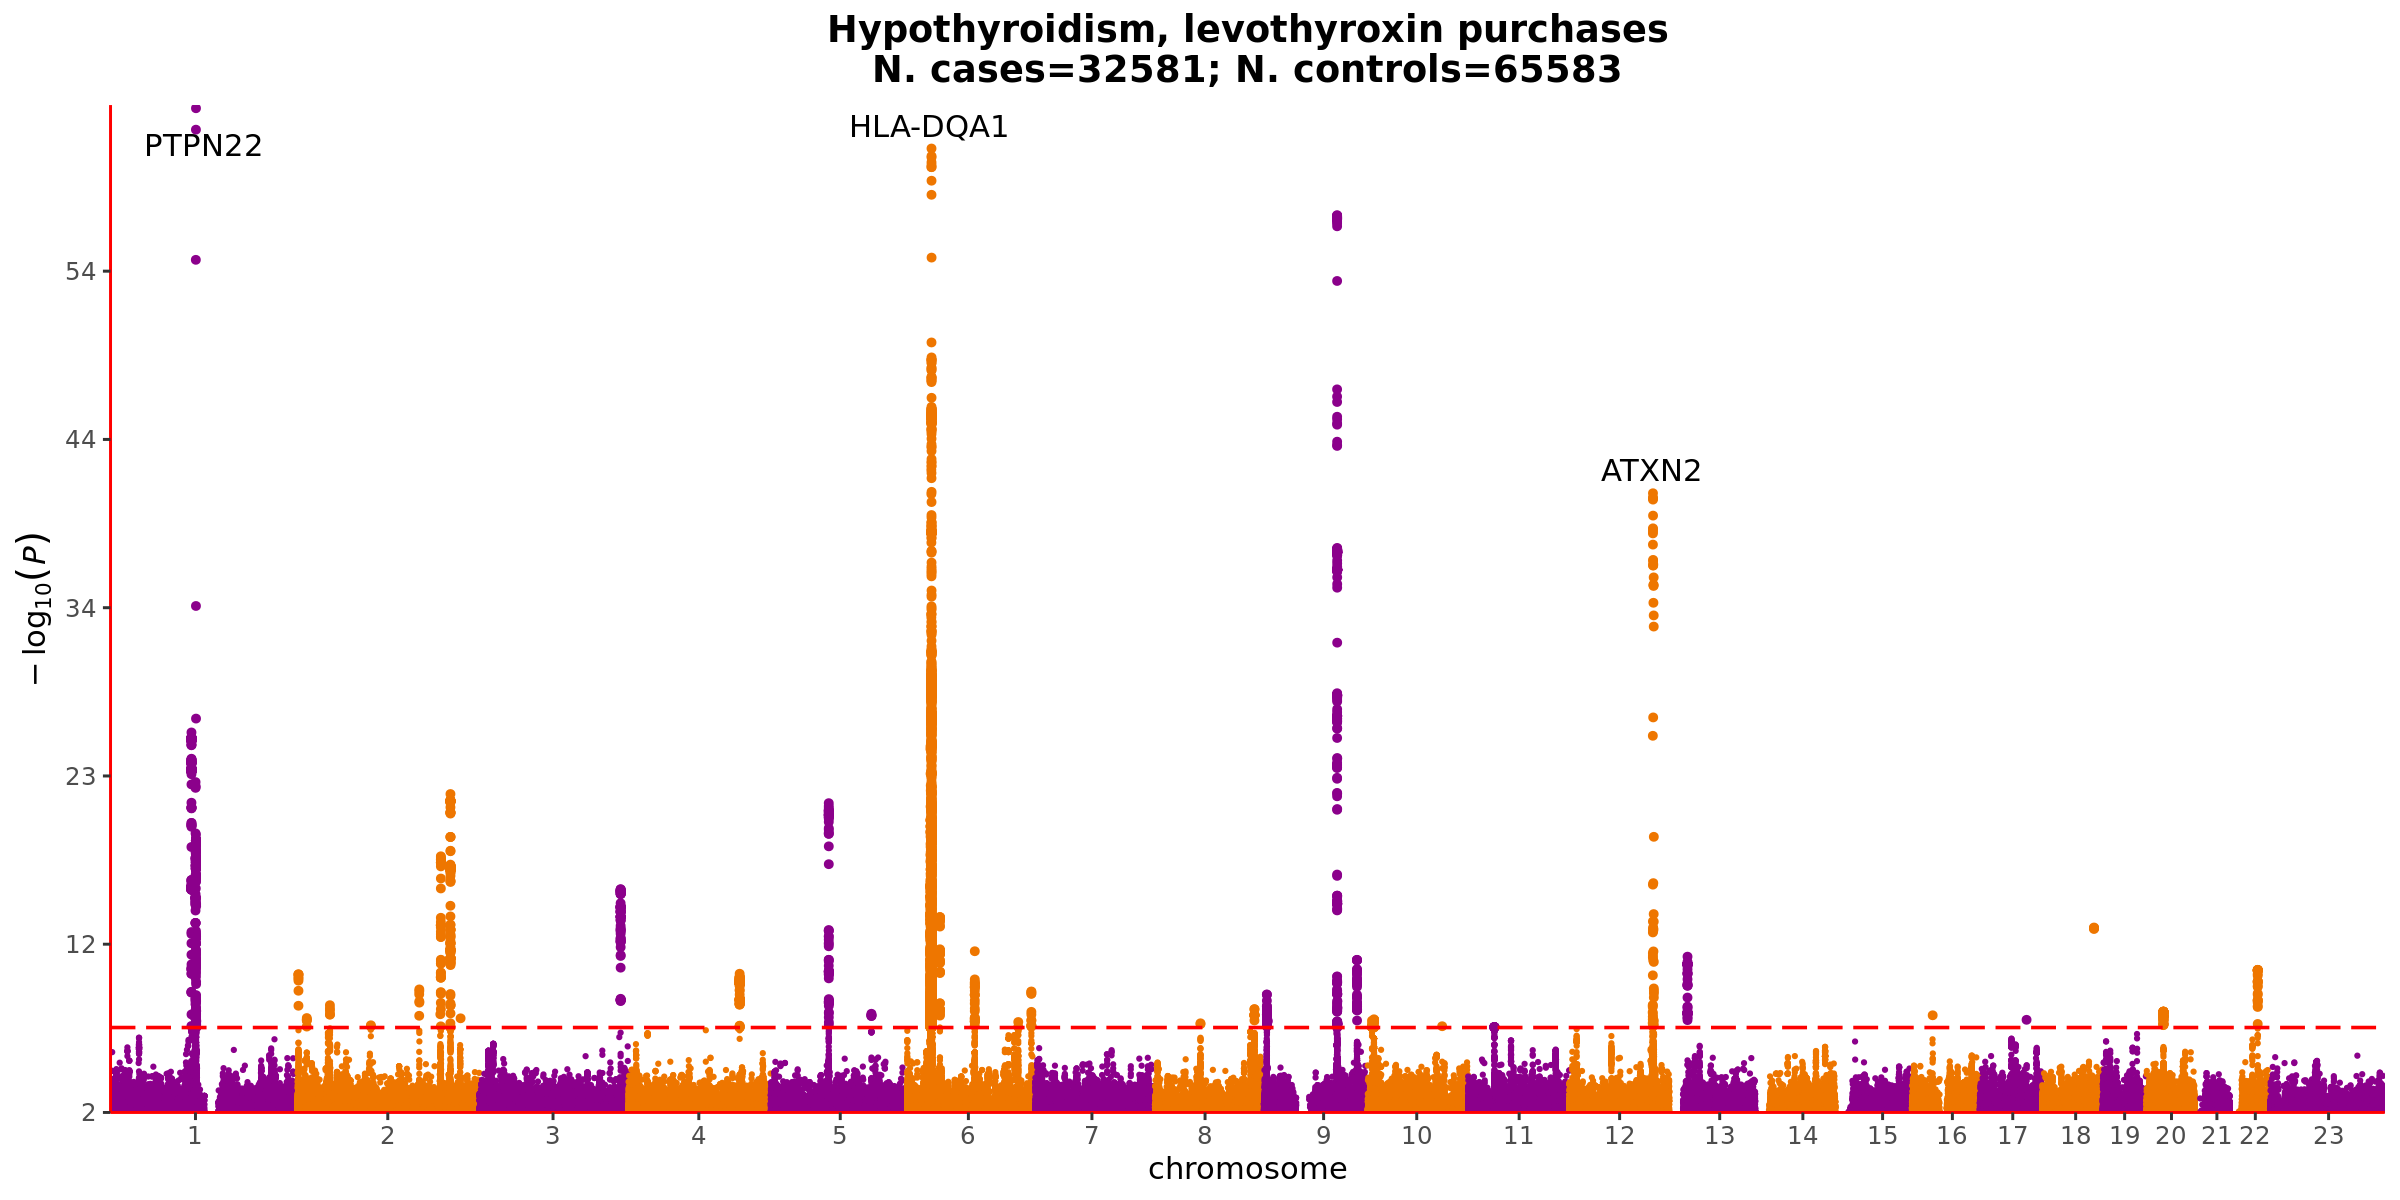 Hypothyroidism, levothyroxin purchases
N. cases=32581; N. controls=65583
PTPN22
HLA-DQA1
ATXN2
54
44
34
23
12
2
−log10(P)
1 2 3 4 5 6 7 8 9 10 11 12 13 14 15 16 17 18 19 20 21 22 23
chromosome